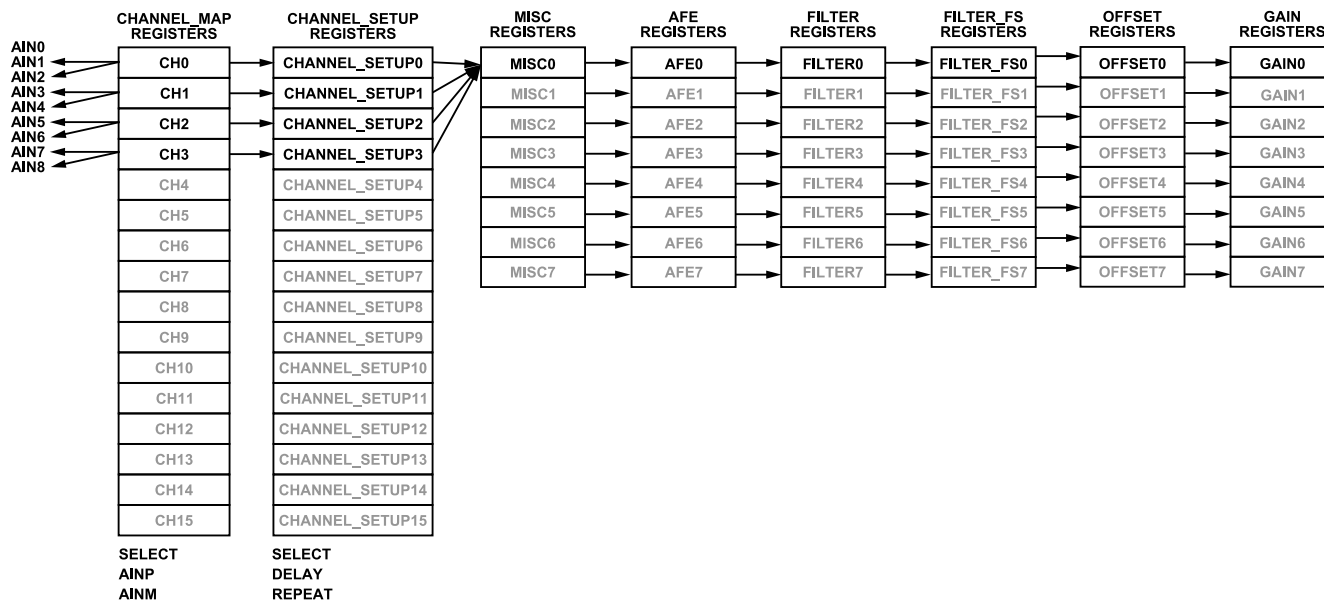 CHANNEL_MAP REGISTERS
CHANNEL_SETUP REGISTERS
MISC REGISTERS
AFE REGISTERS
FILTER REGISTERS
FILTER_FS REGISTERS
OFFSET REGISTERS
GAIN REGISTERS
AIN0
AIN1
AIN2
AIN3
AIN4
AIN5
AIN6
AIN7
AIN8
CH0 CHANNEL_SETUP0 MISC0 AFE0 FILTER0 FILTER_FS0 OFFSET0 GAIN0
CH1 CHANNEL_SETUP1 MISC1 AFE1 FILTER1 FILTER_FS1 OFFSET1 GAIN1
CH2 CHANNEL_SETUP2 MISC2 AFE2 FILTER2 FILTER_FS2 OFFSET2 GAIN2
CH3 CHANNEL_SETUP3 MISC3 AFE3 FILTER3 FILTER_FS3 OFFSET3 GAIN3
CH4 CHANNEL_SETUP4 MISC4 AFE4 FILTER4 FILTER_FS4 OFFSET4 GAIN4
CH5 CHANNEL_SETUP5 MISC5 AFE5 FILTER5 FILTER_FS5 OFFSET5 GAIN5
CH6 CHANNEL_SETUP6 MISC6 AFE6 FILTER6 FILTER_FS6 OFFSET6 GAIN6
CH7 CHANNEL_SETUP7 MISC7 AFE7 FILTER7 FILTER_FS7 OFFSET7 GAIN7
CH8 CHANNEL_SETUP8
CH9 CHANNEL_SETUP9
CH10 CHANNEL_SETUP10
CH11 CHANNEL_SETUP11
CH12 CHANNEL_SETUP12
CH13 CHANNEL_SETUP13
CH14 CHANNEL_SETUP14
CH15 CHANNEL_SETUP15
SELECT SELECT
AINP DELAY
AINM REPEAT